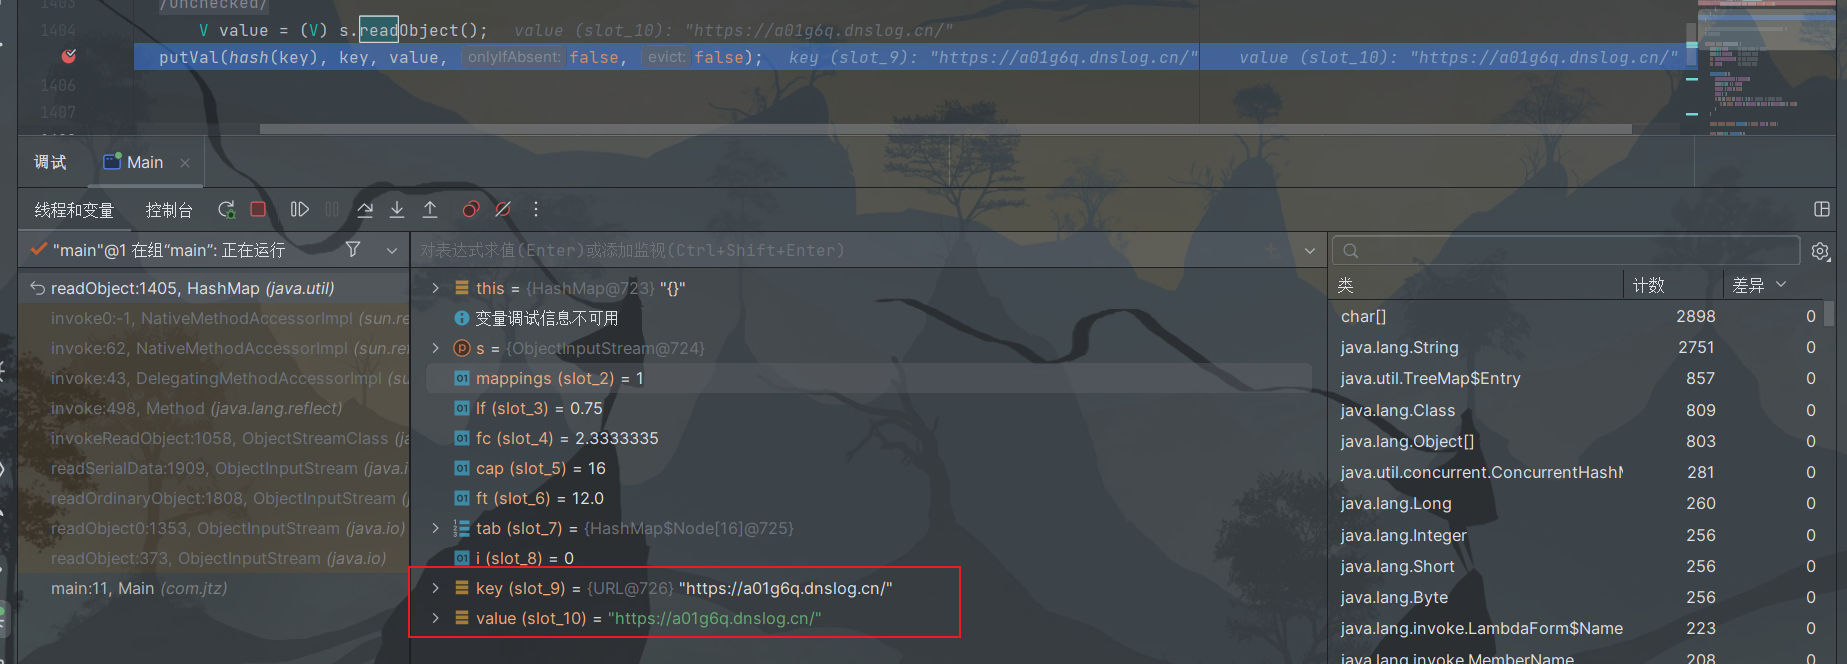 1403 /unchecked/
1404 V value = (V) s.readObject(); value (slot_10): "https://a01g6q.dnslog.cn/"
putVal(hash(key), key, value, onlyIfAbsent: false, evict: false); key (slot_9): "https://a01g6q.dnslog.cn/" value (slot_10): "https://a01g6q.dnslog.cn/"
1406
1407
调试 Main
线程和变量 控制台
"main"@1 在组"main": 正在运行
对表达式求值(Enter)或添加监视(Ctrl+Shift+Enter)
readObject:1405, HashMap (java.util)
invoke0:-1, NativeMethodAccessorImpl (sun.re
invoke:62, NativeMethodAccessorImpl (sun.ref
invoke:43, DelegatingMethodAccessorImpl (su
invoke:498, Method (java.lang.reflect)
invokeReadObject:1058, ObjectStreamClass (ja
readSerialData:1909, ObjectInputStream (java.i
readOrdinaryObject:1808, ObjectInputStream (j
readObject0:1353, ObjectInputStream (java.io)
readObject:373, ObjectInputStream (java.io)
main:11, Main (com.jtz)
this = {HashMap@723} "{}"
变量调试信息不可用
s = {ObjectInputStream@724}
mappings (slot_2) = 1
lf (slot_3) = 0.75
fc (slot_4) = 2.3333335
cap (slot_5) = 16
ft (slot_6) = 12.0
tab (slot_7) = {HashMap$Node[16]@725}
i (slot_8) = 0
key (slot_9) = {URL@726} "https://a01g6q.dnslog.cn/"
value (slot_10) = "https://a01g6q.dnslog.cn/"
类 计数 差异
char[] 2898 0
java.lang.String 2751 0
java.util.TreeMap$Entry 857 0
java.lang.Class 809 0
java.lang.Object[] 803 0
java.util.concurrent.ConcurrentHashM 281 0
java.lang.Long 260 0
java.lang.Integer 256 0
java.lang.Short 256 0
java.lang.Byte 256 0
java.lang.invoke.LambdaForm$Name 223 0
java.lang.invoke.MemberName 208 0